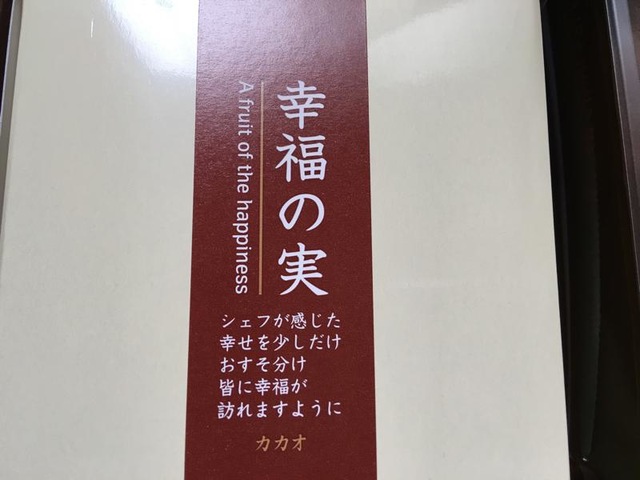 幸福の実
A fruit of the happiness
シェフが感じた
幸せを少しだけ
おすそ分け
皆に幸福が
訪れますように
カカオ